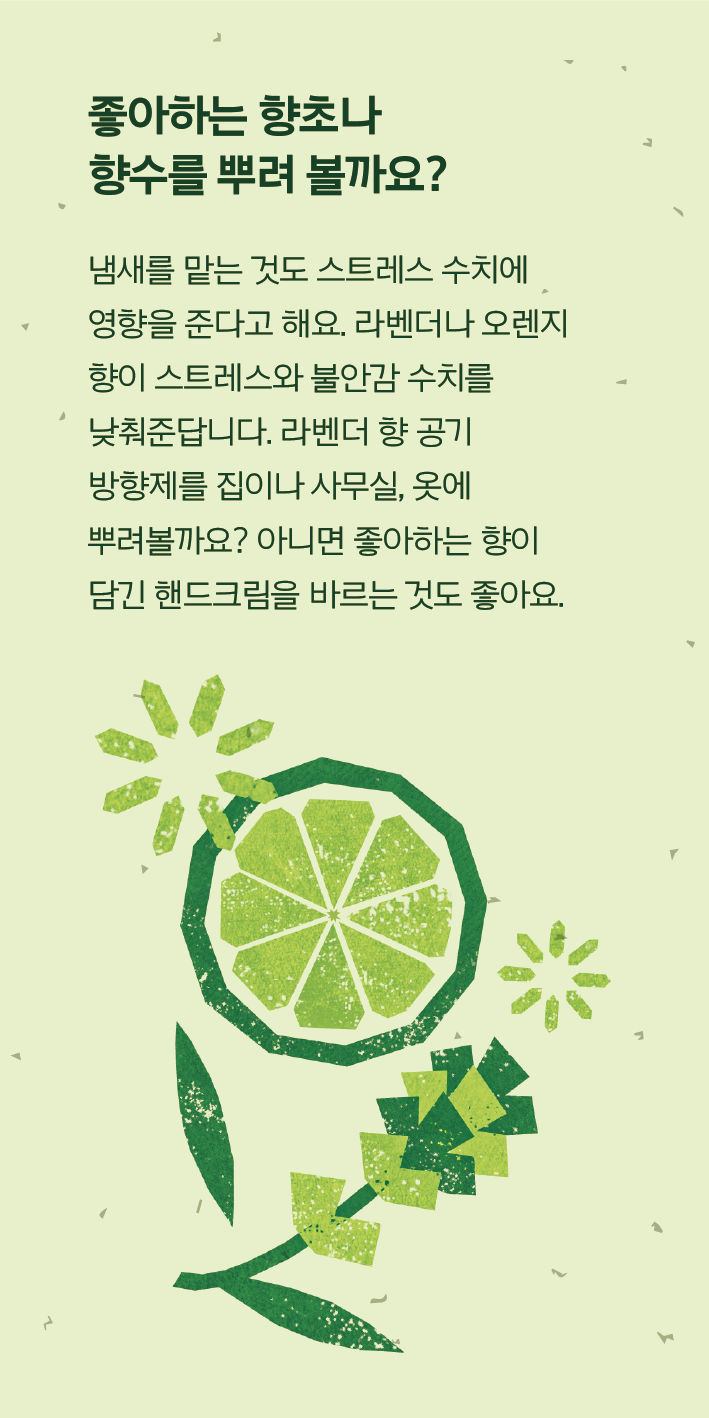 좋아하는 향초나
향수를 뿌려 볼까요?
냄새를 맡는 것도 스트레스 수치에
영향을 준다고 해요. 라벤더나 오렌지
향이 스트레스와 불안감 수치를
낮춰준답니다. 라벤더 향 공기
방향제를 집이나 사무실, 옷에
뿌려볼까요? 아니면 좋아하는 향이
담긴 핸드크림을 바르는 것도 좋아요.